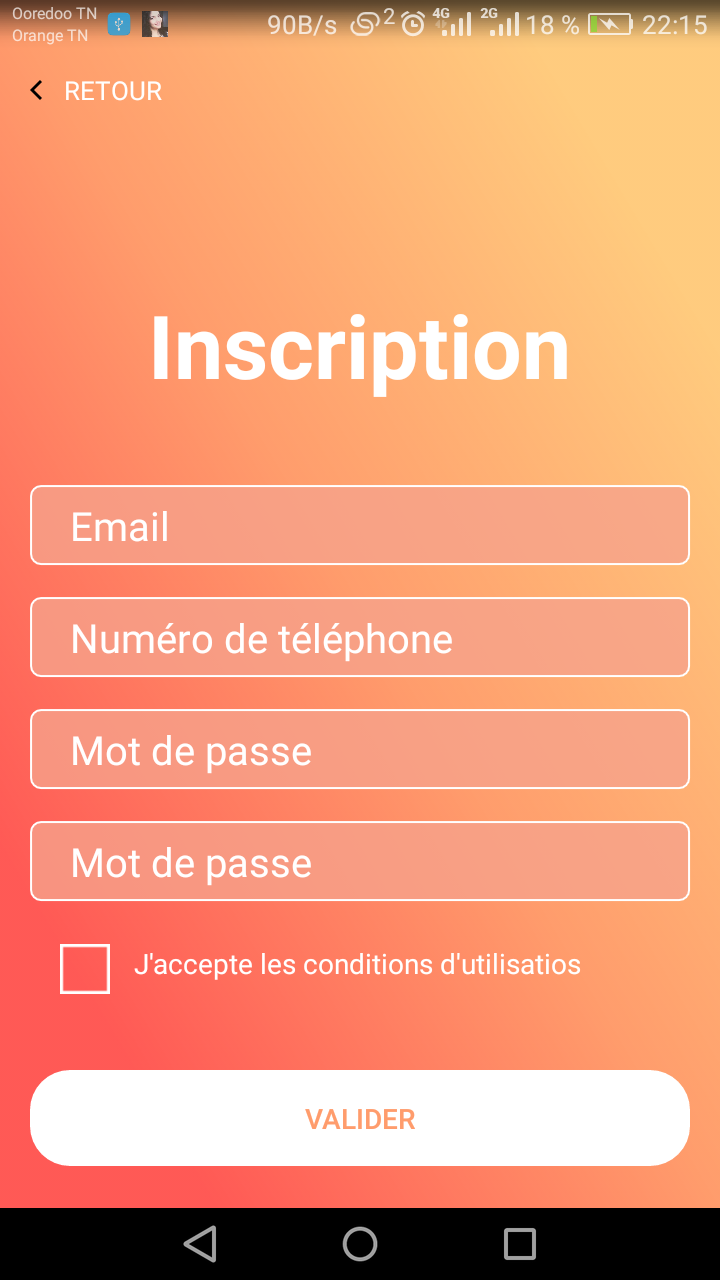 Ooredoo TN
Orange TN
90B/s 2 4G 2G 18 % 22:15
RETOUR
Inscription
Email
Numéro de téléphone
Mot de passe
Mot de passe
J'accepte les conditions d'utilisatios
VALIDER